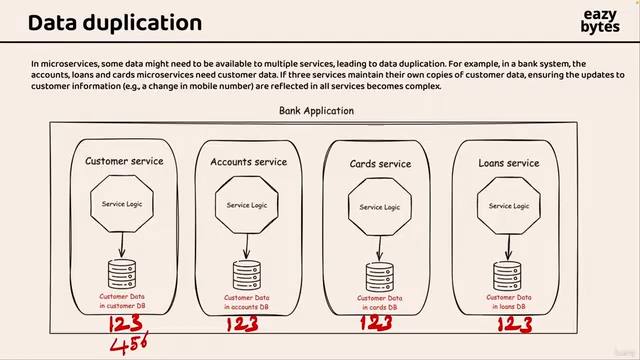 Data duplication
eazy
bytes
In microservices, some data might need to be available to multiple services, leading to data duplication. For example, in a bank system, the
accounts, loans and cards microservices need customer data. If three services maintain their own copies of customer data, ensuring the updates to
customer information (e.g., a change in mobile number) are reflected in all services becomes complex.
Bank Application
Customer service
Accounts service
Cards service
Loans service
Service Logic
Service Logic
Service Logic
Service Logic
Customer Data
in customer DB
Customer Data
in accounts DB
Customer Data
in cards DB
Customer Data
in loans DB
123
123
123
123
456